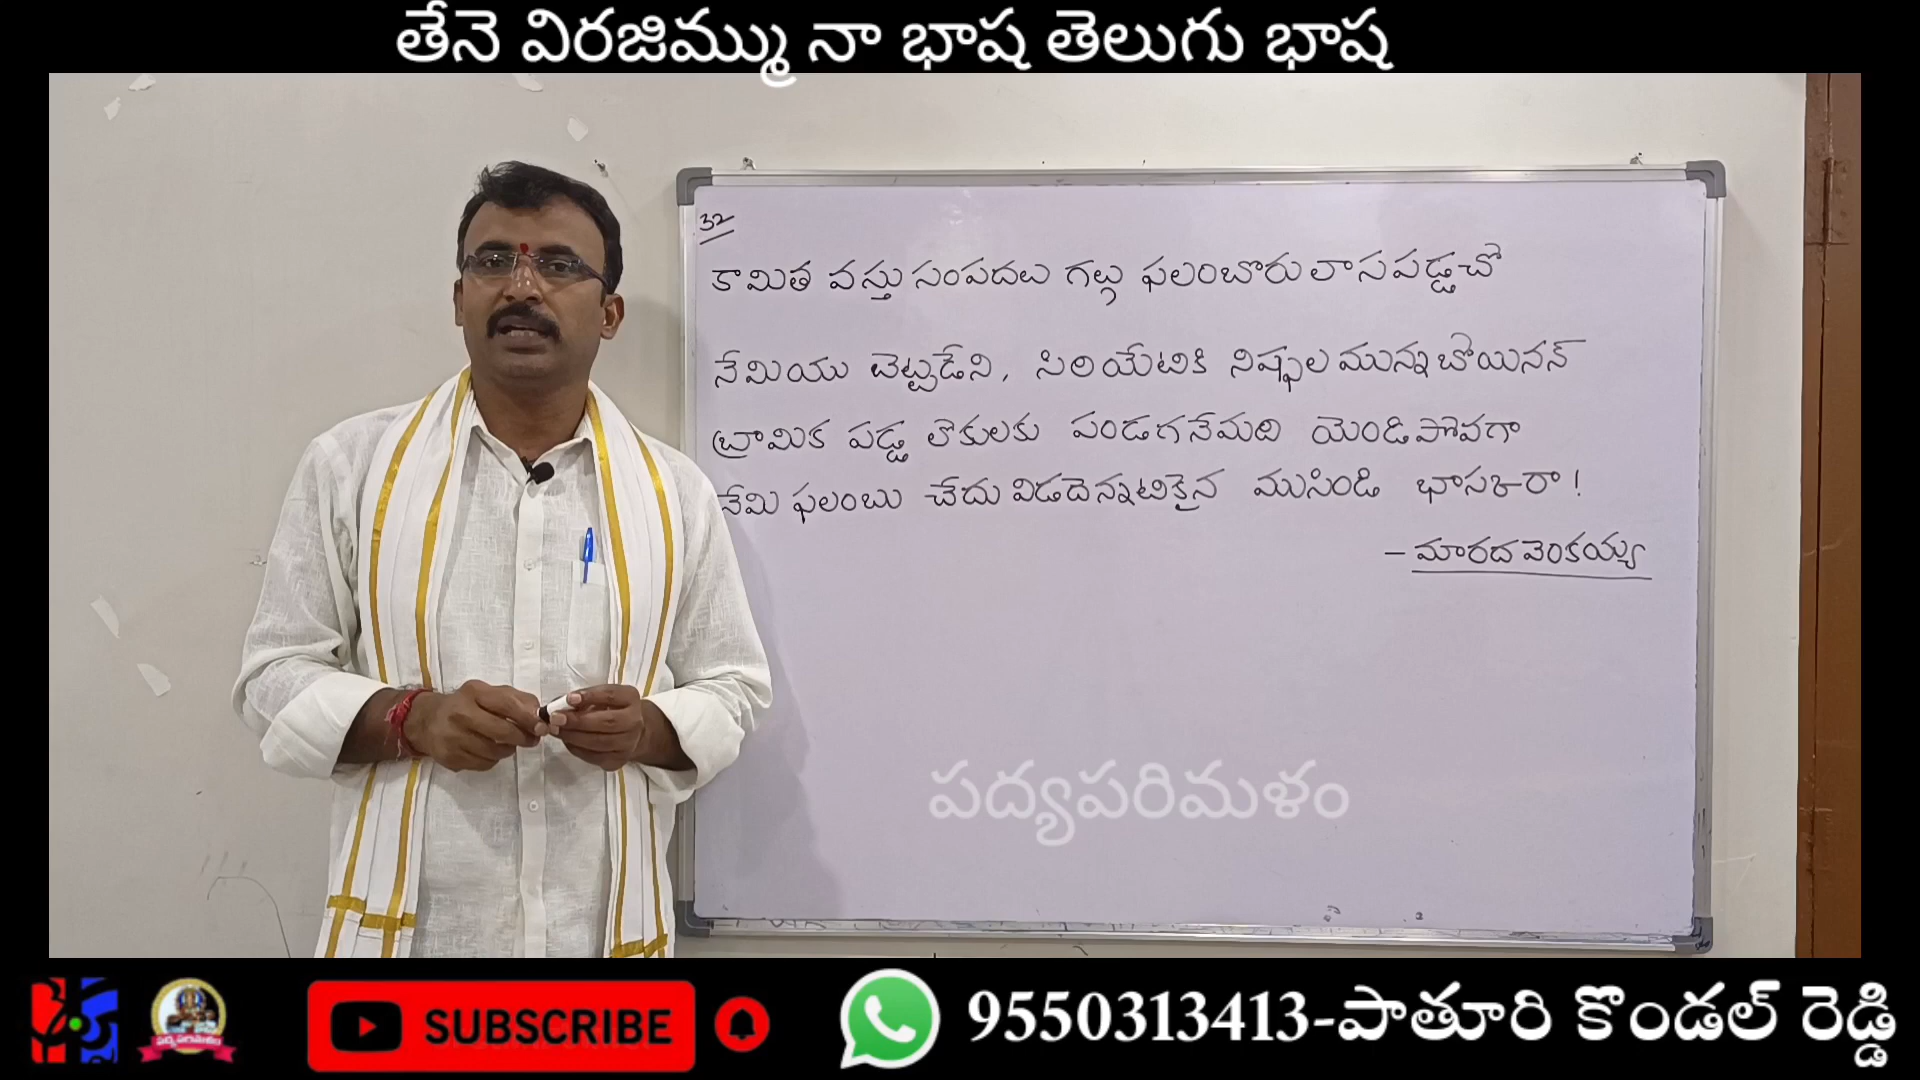 తేనె విరజిమ్ము నా భాష తెలుగు భాష
32
కామిత వస్తు సంపదలు గల్గు ఫలంబొరు లాసపడ్డచో
నేమియు బెట్టడేని, సిరియేటికి నిష్ఫలమున్న బోయినన్
బ్రామిక పడ్డ లోకులకు పండగనేమది యెండిపోవగా
నేమి ఫలంబు చేదు విడదెన్నటికైన ముసిండి భాస్కరా!
- మారద వెంకయ్య
పద్యపరిమళం
SUBSCRIBE
9550313413-పాతూరి కొండల్ రెడ్డి